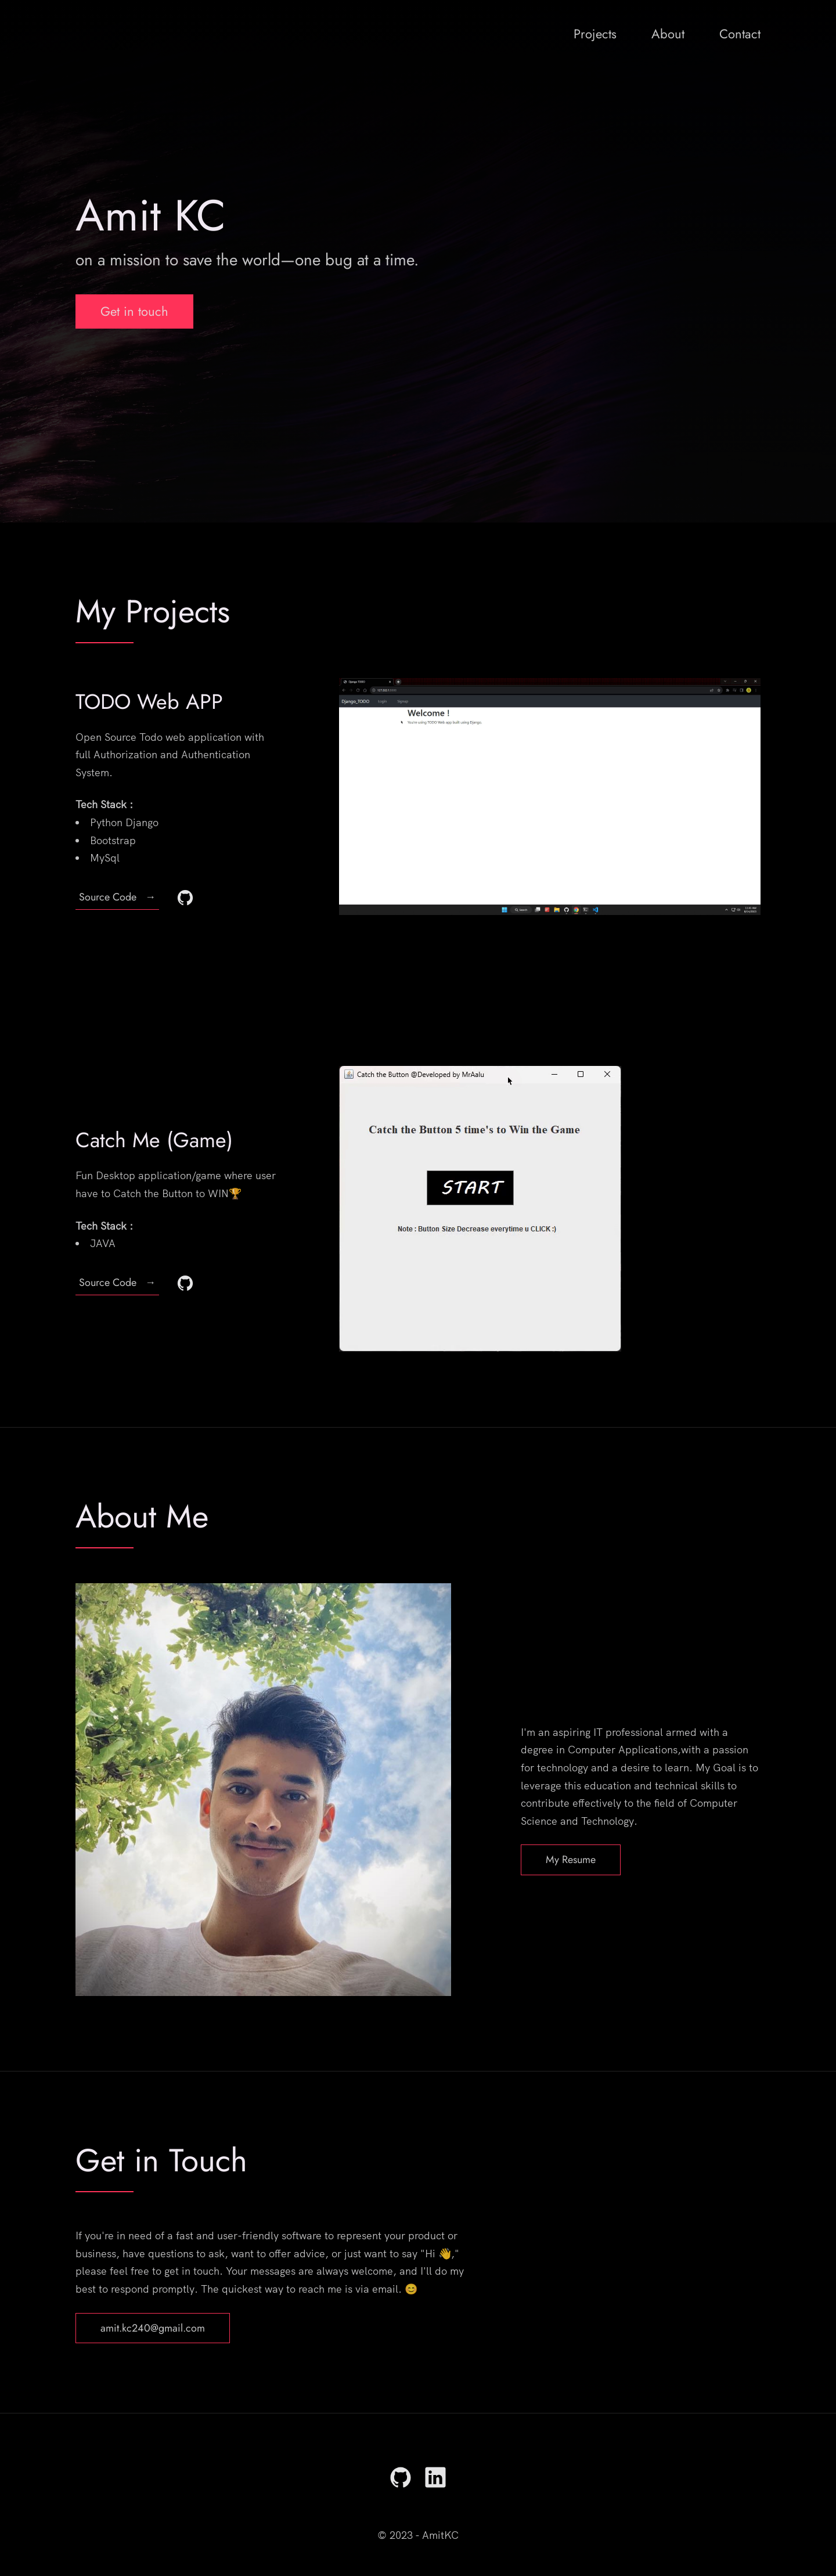 Projects About Contact
Amit KC
on a mission to save the world—one bug at a time.
Get in touch
My Projects
TODO Web APP
Open Source Todo web application with
full Authorization and Authentication
System.
Tech Stack :
• Python Django
• Bootstrap
• MySql
Source Code →
Django_TODO Login Signup
Welcome !
You're using TODO Web app built using Django.
Catch Me (Game)
Fun Desktop application/game where user
have to Catch the Button to WIN🏆
Tech Stack :
• JAVA
Source Code →
Catch the Button @Developed by MrAalu
Catch the Button 5 time's to Win the Game
START
Note : Button Size Decrease everytime u CLICK :)
About Me
I'm an aspiring IT professional armed with a
degree in Computer Applications,with a passion
for technology and a desire to learn. My Goal is to
leverage this education and technical skills to
contribute effectively to the field of Computer
Science and Technology.
My Resume
Get in Touch
If you're in need of a fast and user-friendly software to represent your product or
business, have questions to ask, want to offer advice, or just want to say "Hi 👋,"
please feel free to get in touch. Your messages are always welcome, and I'll do my
best to respond promptly. The quickest way to reach me is via email. 😊
amit.kc240@gmail.com
in
© 2023 - AmitKC